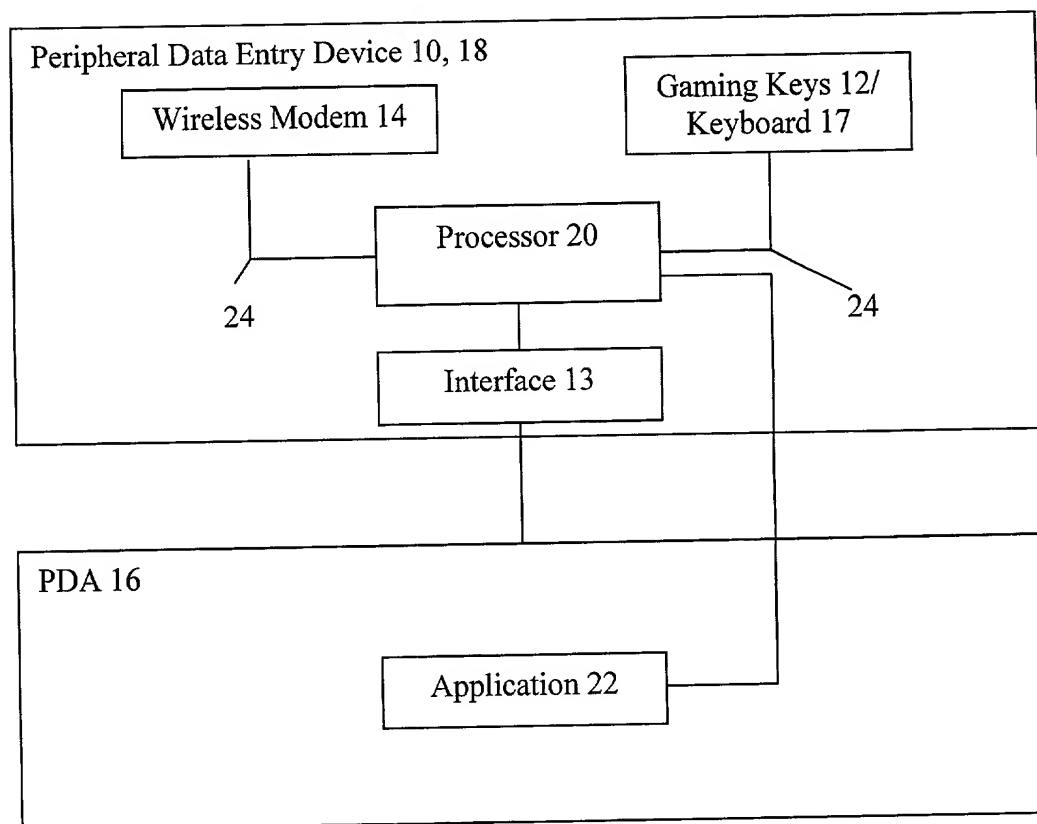 Peripheral Data Entry Device 10, 18
Wireless Modem 14
Gaming Keys 12/
Keyboard 17
Processor 20
24
24
Interface 13
PDA 16
Application 22